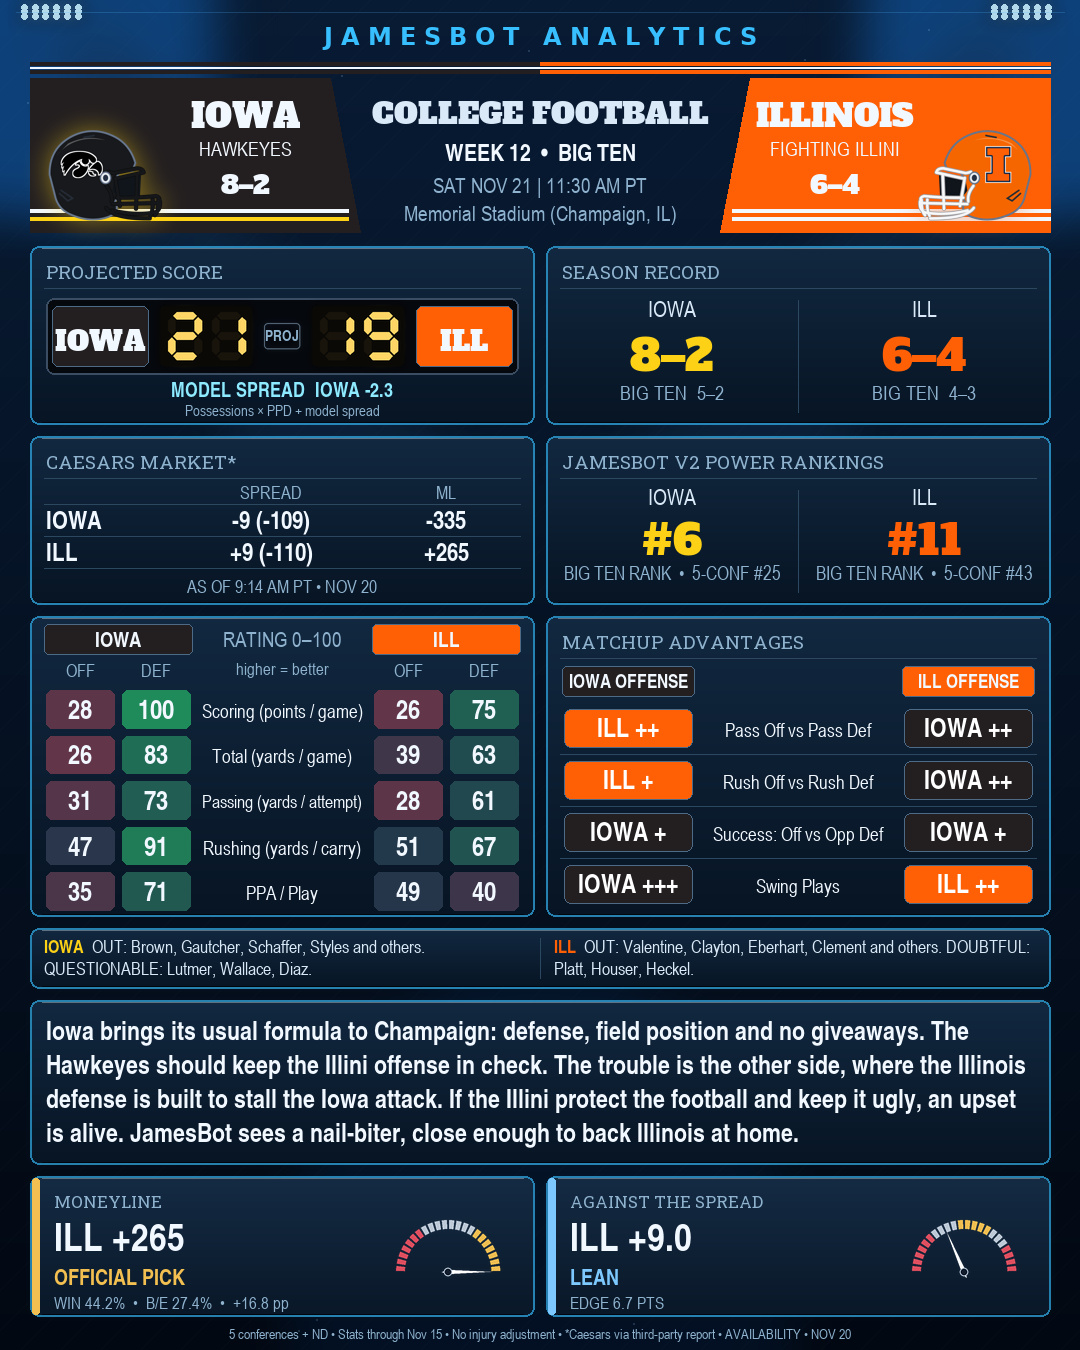 JAMESBOT ANALYTICS
IOWA
HAWKEYES
8–2
COLLEGE FOOTBALL
WEEK 12 • BIG TEN
SAT NOV 21 | 11:30 AM PT
Memorial Stadium (Champaign, IL)
ILLINOIS
FIGHTING ILLINI
6–4
I
PROJECTED SCORE
IOWA 21 PROJ 19 ILL
MODEL SPREAD IOWA -2.3
Possessions × PPD + model spread
SEASON RECORD
IOWA ILL
8–2 6–4
BIG TEN 5–2 BIG TEN 4–3
CAESARS MARKET*
SPREAD ML
IOWA -9 (-109) -335
ILL +9 (-110) +265
AS OF 9:14 AM PT • NOV 20
JAMESBOT V2 POWER RANKINGS
IOWA ILL
#6 #11
BIG TEN RANK • 5-CONF #25 BIG TEN RANK • 5-CONF #43
IOWA RATING 0–100 ILL
OFF DEF higher = better OFF DEF
28 100 Scoring (points / game) 26 75
26 83 Total (yards / game) 39 63
31 73 Passing (yards / attempt) 28 61
47 91 Rushing (yards / carry) 51 67
35 71 PPA / Play 49 40
MATCHUP ADVANTAGES
IOWA OFFENSE ILL OFFENSE
ILL ++ Pass Off vs Pass Def IOWA ++
ILL + Rush Off vs Rush Def IOWA ++
IOWA + Success: Off vs Opp Def IOWA +
IOWA +++ Swing Plays ILL ++
IOWA OUT: Brown, Gautcher, Schaffer, Styles and others.
QUESTIONABLE: Lutmer, Wallace, Diaz.
ILL OUT: Valentine, Clayton, Eberhart, Clement and others. DOUBTFUL:
Platt, Houser, Heckel.
Iowa brings its usual formula to Champaign: defense, field position and no giveaways. The
Hawkeyes should keep the Illini offense in check. The trouble is the other side, where the Illinois
defense is built to stall the Iowa attack. If the Illini protect the football and keep it ugly, an upset
is alive. JamesBot sees a nail-biter, close enough to back Illinois at home.
MONEYLINE
ILL +265
OFFICIAL PICK
WIN 44.2% • B/E 27.4% • +16.8 pp
AGAINST THE SPREAD
ILL +9.0
LEAN
EDGE 6.7 PTS
5 conferences + ND • Stats through Nov 15 • No injury adjustment • *Caesars via third-party report • AVAILABILITY • NOV 20